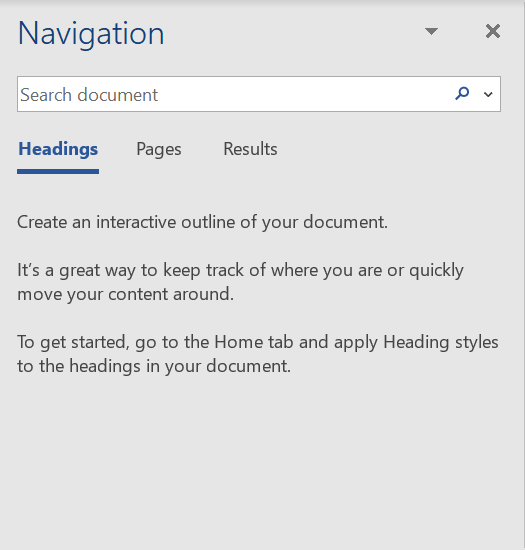 Navigation
Search document
Headings Pages Results
Create an interactive outline of your document.
It's a great way to keep track of where you are or quickly
move your content around.
To get started, go to the Home tab and apply Heading styles
to the headings in your document.